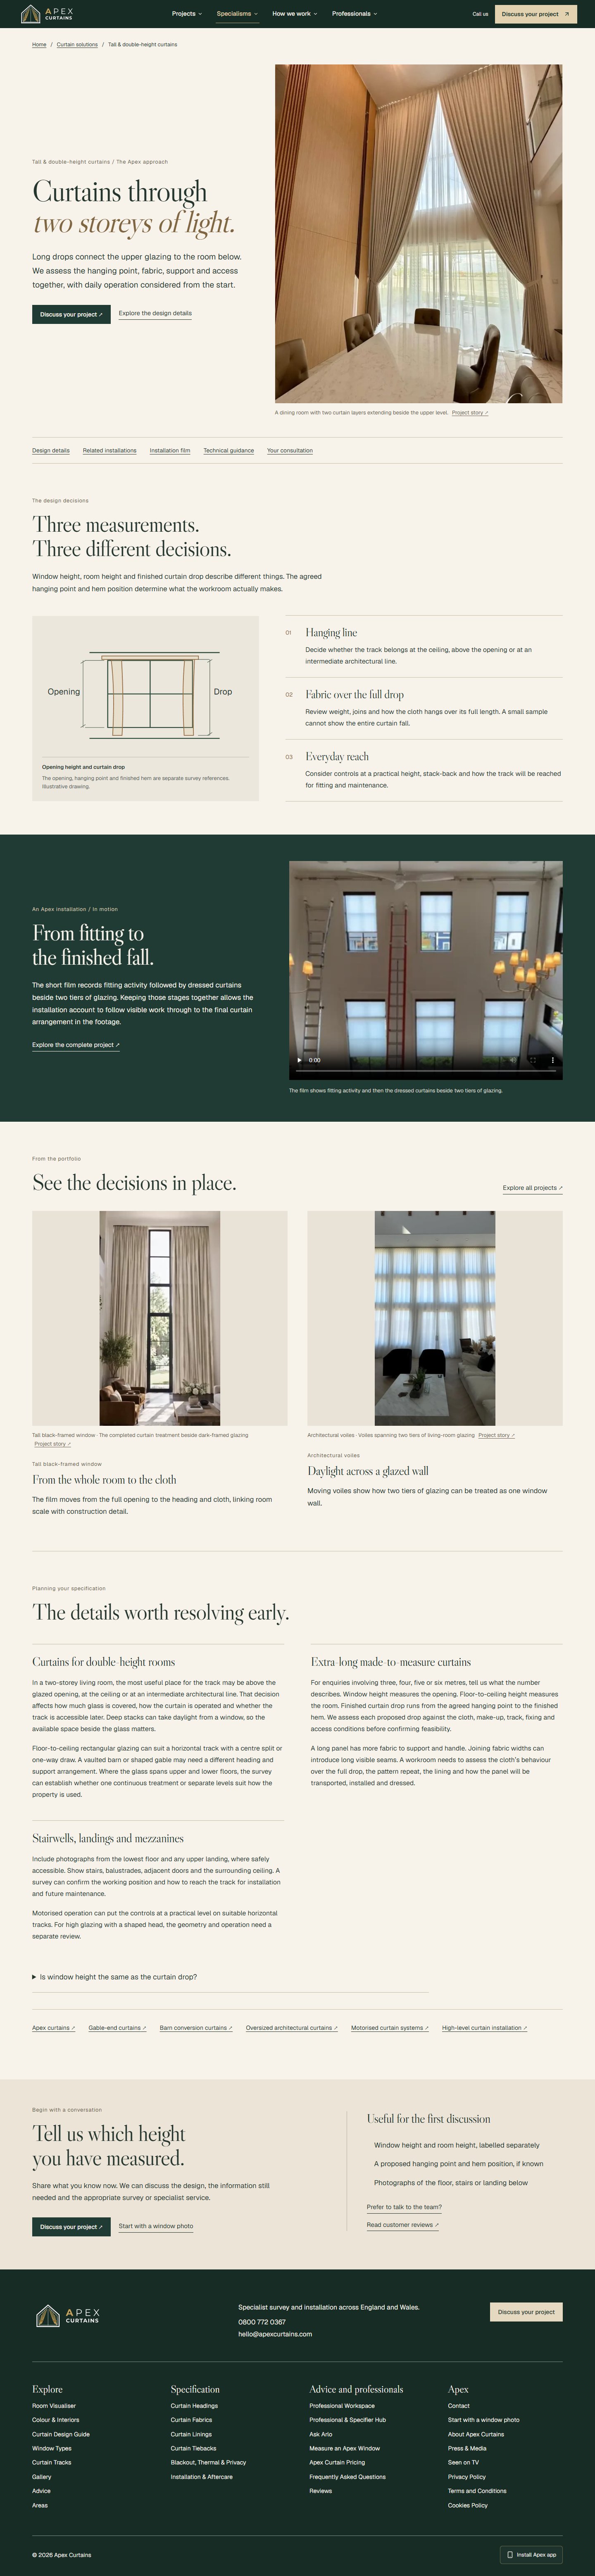 APEX
CURTAINS
Projects
Specialisms
How we work
Professionals
Call us
Discuss your project ↗
Home / Curtain solutions / Tall & double-height curtains
Tall & double-height curtains / The Apex approach
Curtains through
two storeys of light.
Long drops connect the upper glazing to the room below.
We assess the hanging point, fabric, support and access
together, with daily operation considered from the start.
Discuss your project ↗
Explore the design details
A dining room with two curtain layers extending beside the upper level. Project story ↗
Design details
Related installations
Installation film
Technical guidance
Your consultation
The design decisions
Three measurements.
Three different decisions.
Window height, room height and finished curtain drop describe different things. The agreed
hanging point and hem position determine what the workroom actually makes.
Opening
Drop
Opening height and curtain drop
The opening, hanging point and finished hem are separate survey references.
Illustrative drawing.
01 Hanging line
Decide whether the track belongs at the ceiling, above the opening or at an
intermediate architectural line.
02 Fabric over the full drop
Review weight, joins and how the cloth hangs over its full length. A small sample
cannot show the entire curtain fall.
03 Everyday reach
Consider controls at a practical height, stack-back and how the track will be reached
for fitting and maintenance.
An Apex installation / In motion
From fitting to
the finished fall.
The short film records fitting activity followed by dressed curtains
beside two tiers of glazing. Keeping those stages together allows the
installation account to follow visible work through to the final curtain
arrangement in the footage.
Explore the complete project ↗
0:00
The film shows fitting activity and then the dressed curtains beside two tiers of glazing.
From the portfolio
See the decisions in place.
Explore all projects ↗
Tall black-framed window · The completed curtain treatment beside dark-framed glazing
Project story ↗
Tall black-framed window
From the whole room to the cloth
The film moves from the full opening to the heading and cloth, linking room
scale with construction detail.
Architectural voiles · Voiles spanning two tiers of living-room glazing Project story ↗
Architectural voiles
Daylight across a glazed wall
Moving voiles show how two tiers of glazing can be treated as one window
wall.
Planning your specification
The details worth resolving early.
Curtains for double-height rooms
In a two-storey living room, the most useful place for the track may be above the
glazed opening, at the ceiling or at an intermediate architectural line. That decision
affects how much glass is covered, how the curtain is operated and whether the
track is accessible later. Deep stacks can take daylight from a window, so the
available space beside the glass matters.
Floor-to-ceiling rectangular glazing can suit a horizontal track with a centre split or
one-way draw. A vaulted barn or shaped gable may need a different heading and
support arrangement. Where the glass spans upper and lower floors, the survey
can establish whether one continuous treatment or separate levels suit how the
property is used.
Extra-long made-to-measure curtains
For enquiries involving three, four, five or six metres, tell us what the number
describes. Window height measures the opening. Floor-to-ceiling height measures
the room. Finished curtain drop runs from the agreed hanging point to the finished
hem. We assess each proposed drop against the cloth, make-up, track, fixing and
access conditions before confirming feasibility.
A long panel has more fabric to support and handle. Joining fabric widths can
introduce long visible seams. A workroom needs to assess the cloth's behaviour
over the full drop, the pattern repeat, the lining and how the panel will be
transported, installed and dressed.
Stairwells, landings and mezzanines
Include photographs from the lowest floor and any upper landing, where safely
accessible. Show stairs, balustrades, adjacent doors and the surrounding ceiling. A
survey can confirm the working position and how to reach the track for installation
and future maintenance.
Motorised operation can put the controls at a practical level on suitable horizontal
tracks. For high glazing with a shaped head, the geometry and operation need a
separate review.
Is window height the same as the curtain drop?
Apex curtains ↗
Gable-end curtains ↗
Barn conversion curtains ↗
Oversized architectural curtains ↗
Motorised curtain systems ↗
High-level curtain installation ↗
Begin with a conversation
Tell us which height
you have measured.
Share what you know now. We can discuss the design, the information still
needed and the appropriate survey or specialist service.
Discuss your project ↗
Start with a window photo
Useful for the first discussion
Window height and room height, labelled separately
A proposed hanging point and hem position, if known
Photographs of the floor, stairs or landing below
Prefer to talk to the team?
Read customer reviews ↗
APEX
CURTAINS
Specialist survey and installation across England and Wales.
0800 772 0367
hello@apexcurtains.com
Discuss your project
Explore
Room Visualiser
Colour & Interiors
Curtain Design Guide
Window Types
Curtain Tracks
Gallery
Advice
Areas
Specification
Curtain Headings
Curtain Fabrics
Curtain Linings
Curtain Tiebacks
Blackout, Thermal & Privacy
Installation & Aftercare
Advice and professionals
Professional Workspace
Professional & Specifier Hub
Ask Arlo
Measure an Apex Window
Apex Curtain Pricing
Frequently Asked Questions
Reviews
Apex
Contact
Start with a window photo
About Apex Curtains
Press & Media
Seen on TV
Privacy Policy
Terms and Conditions
Cookies Policy
© 2026 Apex Curtains
Install Apex app